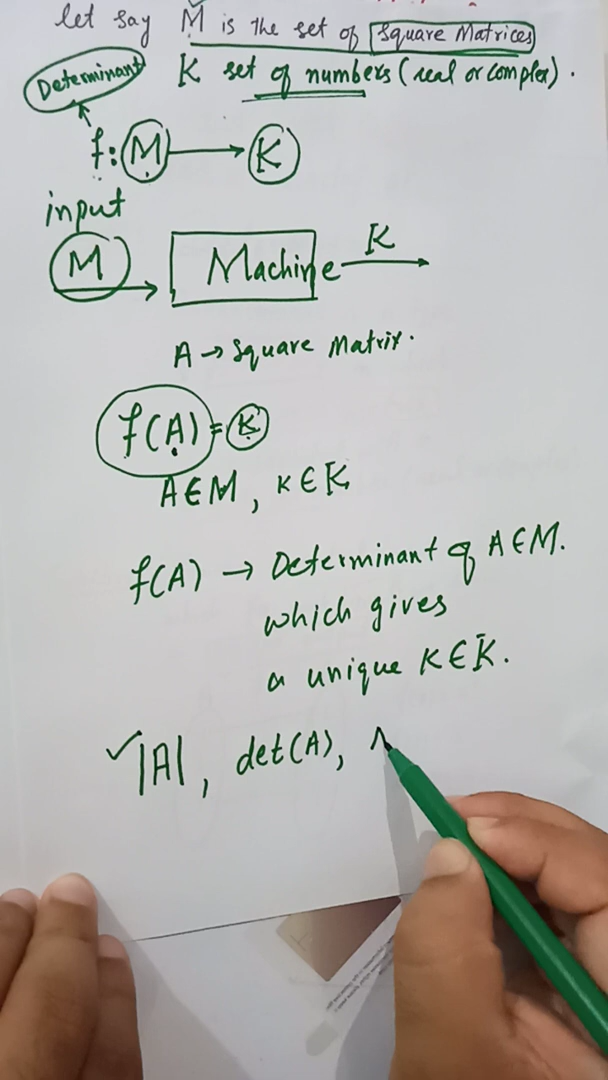 let say M is the set of Square Matrices
Determinant K set of numbers (real or complex).
f: M → K
input
M → Machine K →
A → Square Matrix.
f(A) = K
A ∈ M, K ∈ K
f(A) → Determinant of A ∈ M.
which gives
a unique K ∈ K.
✓|A|, det(A),